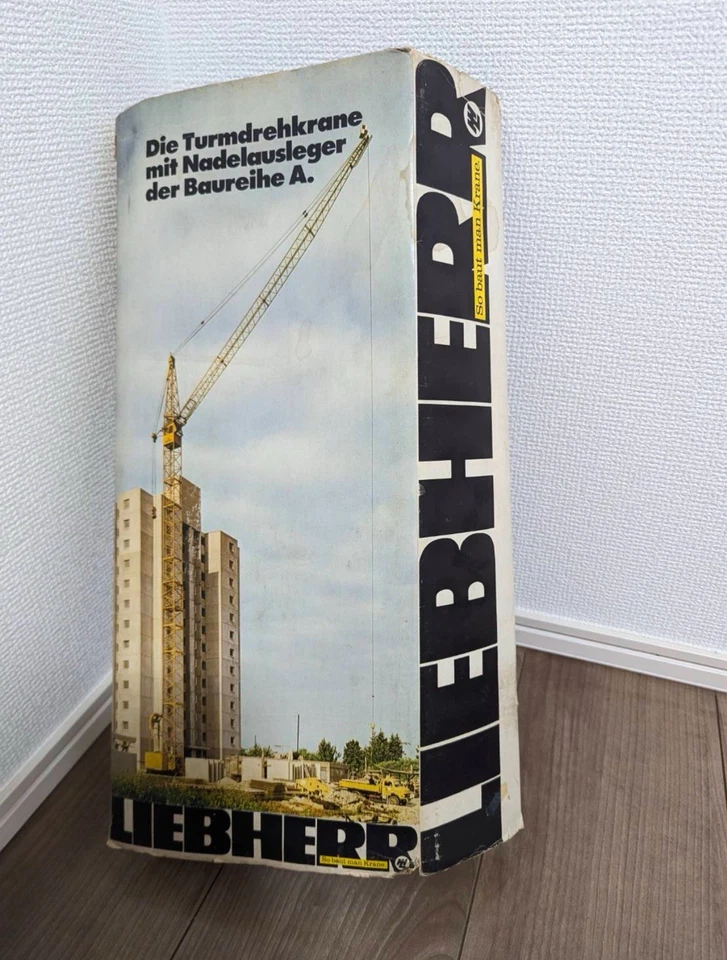 Die Turmdrehkrane
mit Nadelausleger
der Baureihe A.
LIEBHERR
So baut man Krane.
LIEBHERR
So baut man Krane.